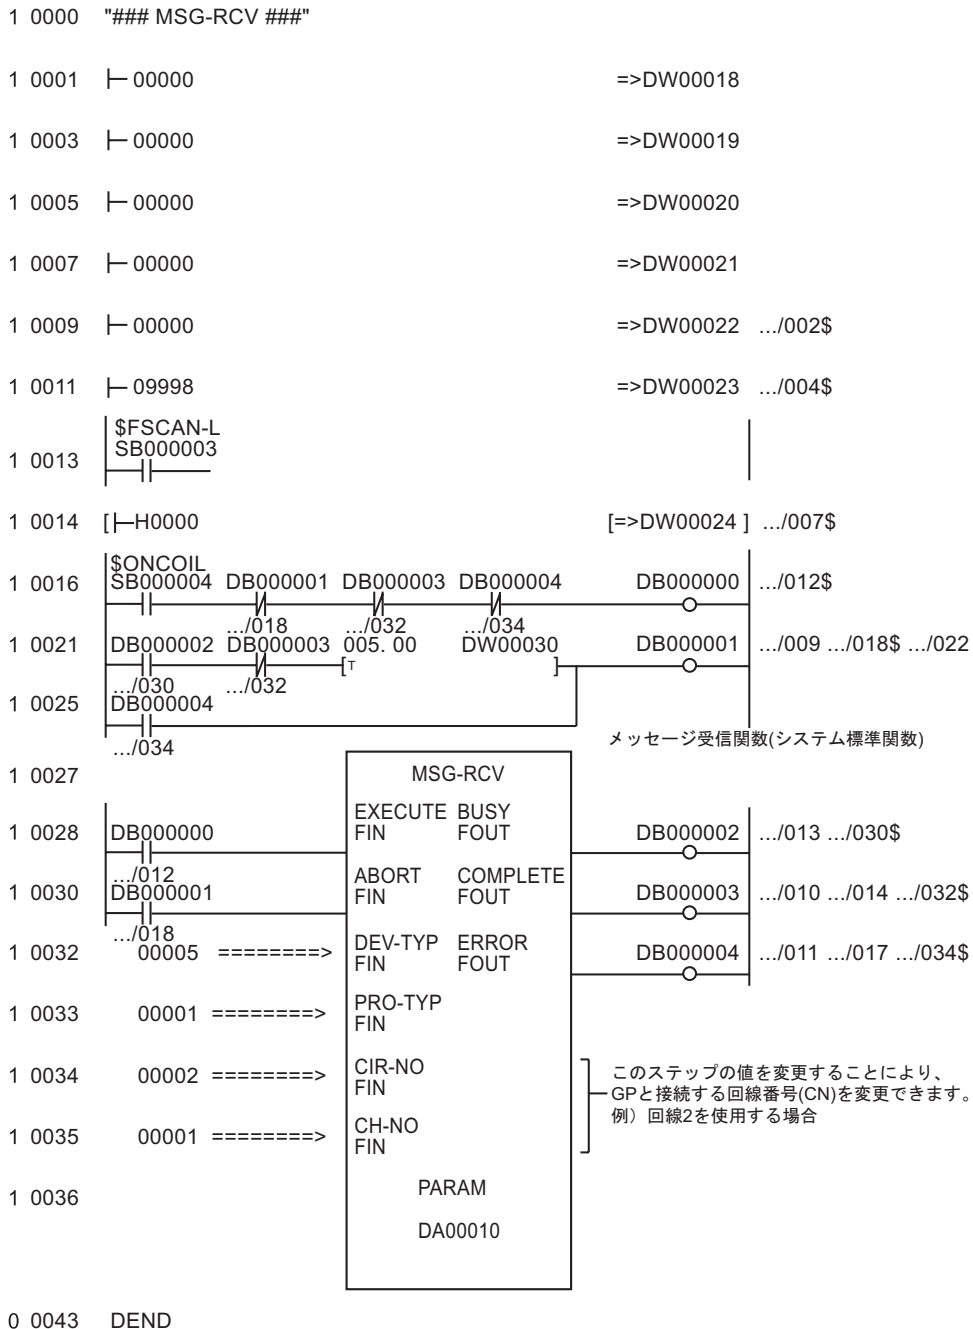 1 0000 "### MSG-RCV ###"
1 0001 00000 =>DW00018
1 0003 00000 =>DW00019
1 0005 00000 =>DW00020
1 0007 00000 =>DW00021
1 0009 00000 =>DW00022 .../002$
1 0011 09998 =>DW00023 .../004$
$FSCAN-L
SB000003
1 0013
1 0014 [ H0000 [=>DW00024 ] .../007$
$ONCOIL
1 0016 SB000004 DB000001 DB000003 DB000004 DB000000 .../012$
.../018 .../032 .../034
1 0021 DB000002 DB000003 005. 00 DW00030 DB000001 .../009 .../018$ .../022
[T ]
.../030 .../032
1 0025 DB000004
.../034
メッセージ受信関数(システム標準関数)
1 0027 MSG-RCV
EXECUTE BUSY
1 0028 DB000000 FIN FOUT DB000002 .../013 .../030$
.../012
ABORT COMPLETE
1 0030 DB000001 FIN FOUT DB000003 .../010 .../014 .../032$
.../018
DEV-TYP ERROR
1 0032 00005 ========> FIN FOUT DB000004 .../011 .../017 .../034$
PRO-TYP
1 0033 00001 ========> FIN
CIR-NO
1 0034 00002 ========> FIN
このステップの値を変更することにより、
GPと接続する回線番号(CN)を変更できます。
例）回線2を使用する場合
CH-NO
1 0035 00001 ========> FIN
PARAM
1 0036
DA00010
0 0043 DEND